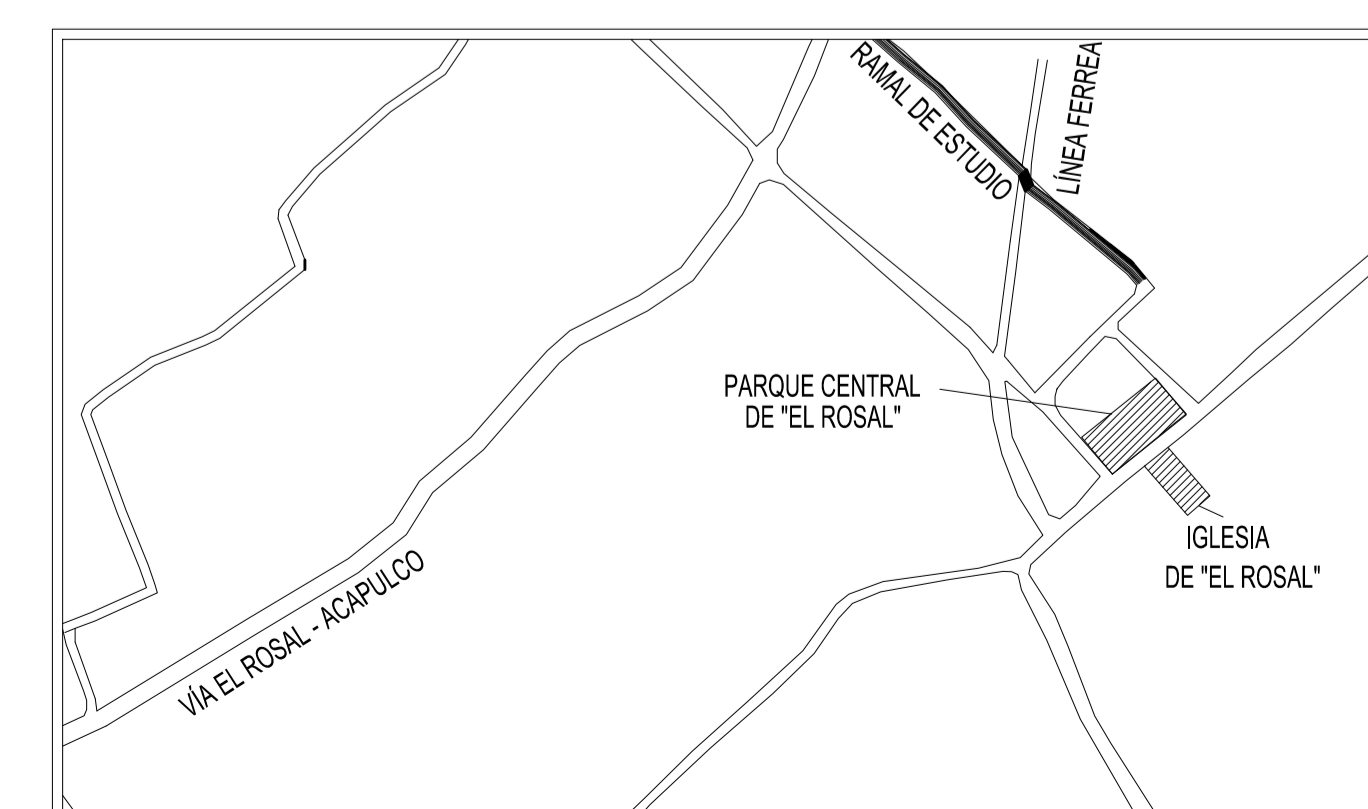 RAMAL DE ESTUDIO
LÍNEA FERREA
PARQUE CENTRAL
DE "EL ROSAL"
IGLESIA
DE "EL ROSAL"
VÍA EL ROSAL - ACAPULCO